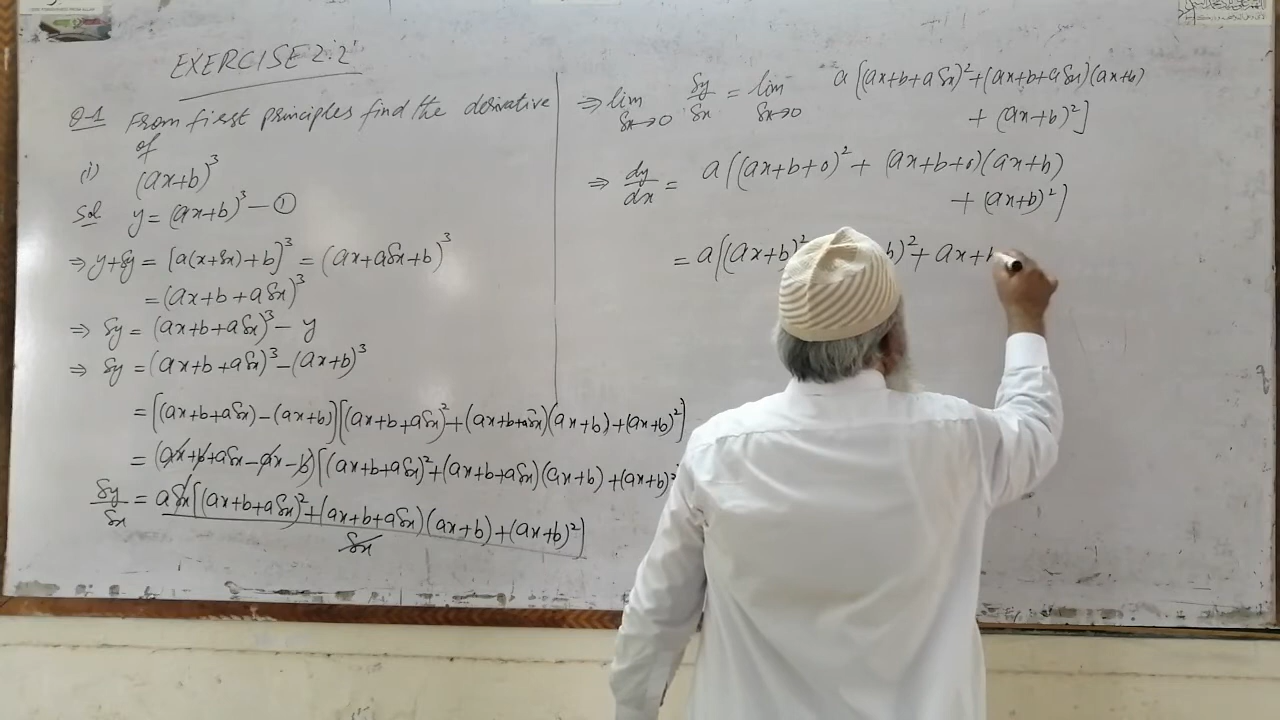 EXERCISE 2.2
Q.1 From first principles find the derivative
of
(i) (ax+b)³
Sol y = (ax+b)³ — ①
⇒ y+δy = [a(x+δx)+b]³ = (ax+aδx+b)³
= (ax+b+aδx)³
⇒ δy = (ax+b+aδx)³ – y
⇒ δy = (ax+b+aδx)³ – (ax+b)³
= [(ax+b+aδx) – (ax+b)][(ax+b+aδx)² + (ax+b+aδx)(ax+b) + (ax+b)²]
= (ax+b+aδx–ax–b)[(ax+b+aδx)² + (ax+b+aδx)(ax+b) + (ax+b)²
δy/δx = aδx[(ax+b+aδx)² + (ax+b+aδx)(ax+b) + (ax+b)²]
δx
⇒ lim δx→0 δy/δx = lim δx→0 a[(ax+b+aδx)² + (ax+b+aδx)(ax+b)
+ (ax+b)²]
⇒ dy/dx = a[(ax+b+0)² + (ax+b+0)(ax+b)
+ (ax+b)²]
= a[(ax+b)² b)² + ax+b